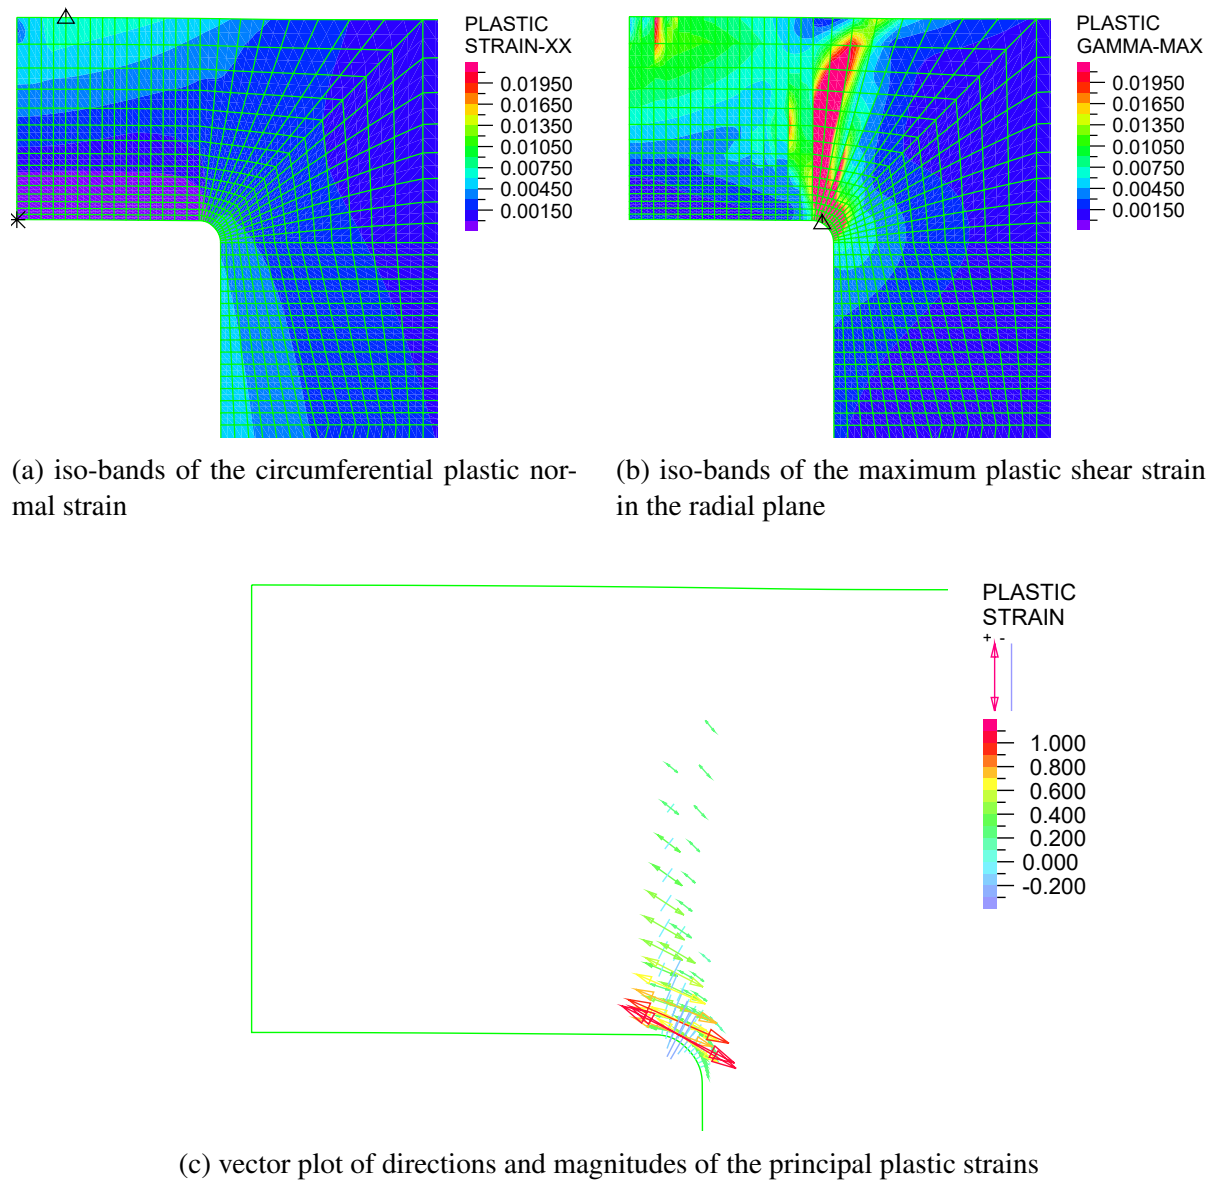 PLASTIC
STRAIN-XX
0.01950
0.01650
0.01350
0.01050
0.00750
0.00450
0.00150
PLASTIC
GAMMA-MAX
0.01950
0.01650
0.01350
0.01050
0.00750
0.00450
0.00150
(a) iso-bands of the circumferential plastic nor-
mal strain
(b) iso-bands of the maximum plastic shear strain
in the radial plane
PLASTIC
STRAIN
+ -
1.000
0.800
0.600
0.400
0.200
0.000
-0.200
(c) vector plot of directions and magnitudes of the principal plastic strains